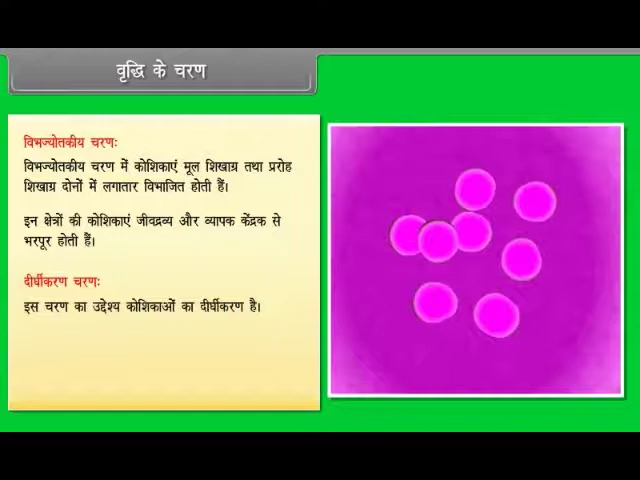 वृद्धि के चरण
विभज्योतकीय चरणः
विभज्योतकीय चरण में कोशिकाएं मूल शिखाग्र तथा प्ररोह
शिखाग्र दोनों में लगातार विभाजित होती हैं।
इन क्षेत्रों की कोशिकाएं जीवद्रव्य और व्यापक केंद्रक से
भरपूर होती हैं।
दीर्घीकरण चरणः
इस चरण का उद्देश्य कोशिकाओं का दीर्घीकरण है।